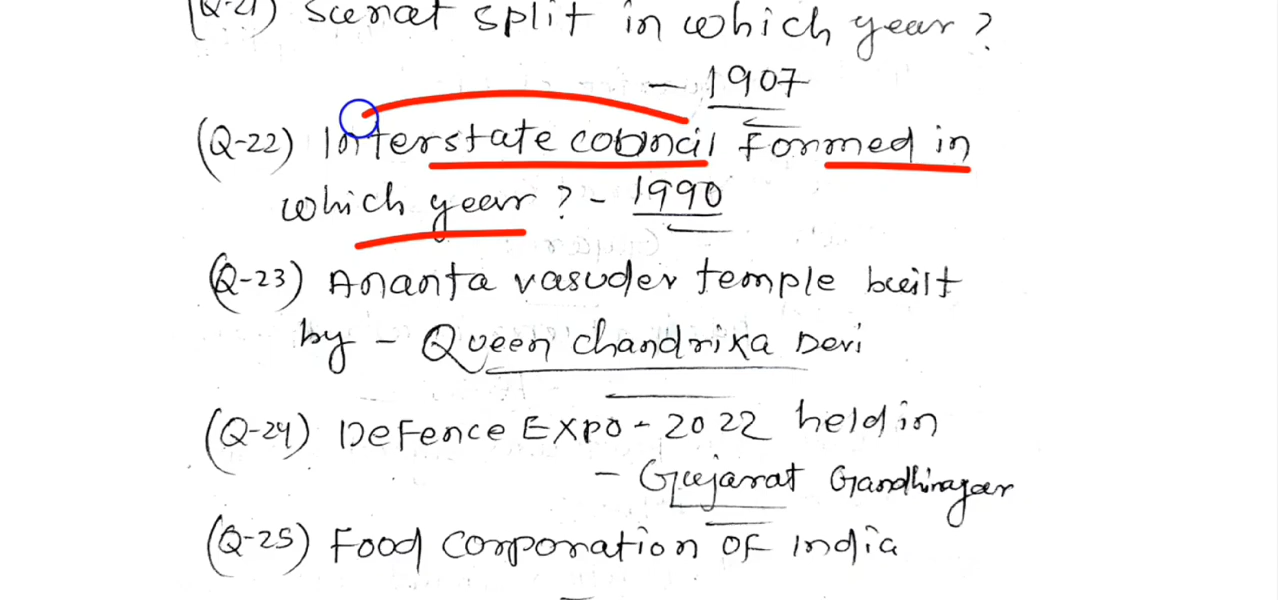 (Q-21) Scerat split in which year?
- 1907
(Q-22) Interstate council formed in
which year? - 1990
(Q-23) Ananta vasudev temple built
by - Queen chandrika Devi
(Q-24) Defence Expo - 2022 held in
- Gujarat Gandhinagar
(Q-25) Food corporation of India